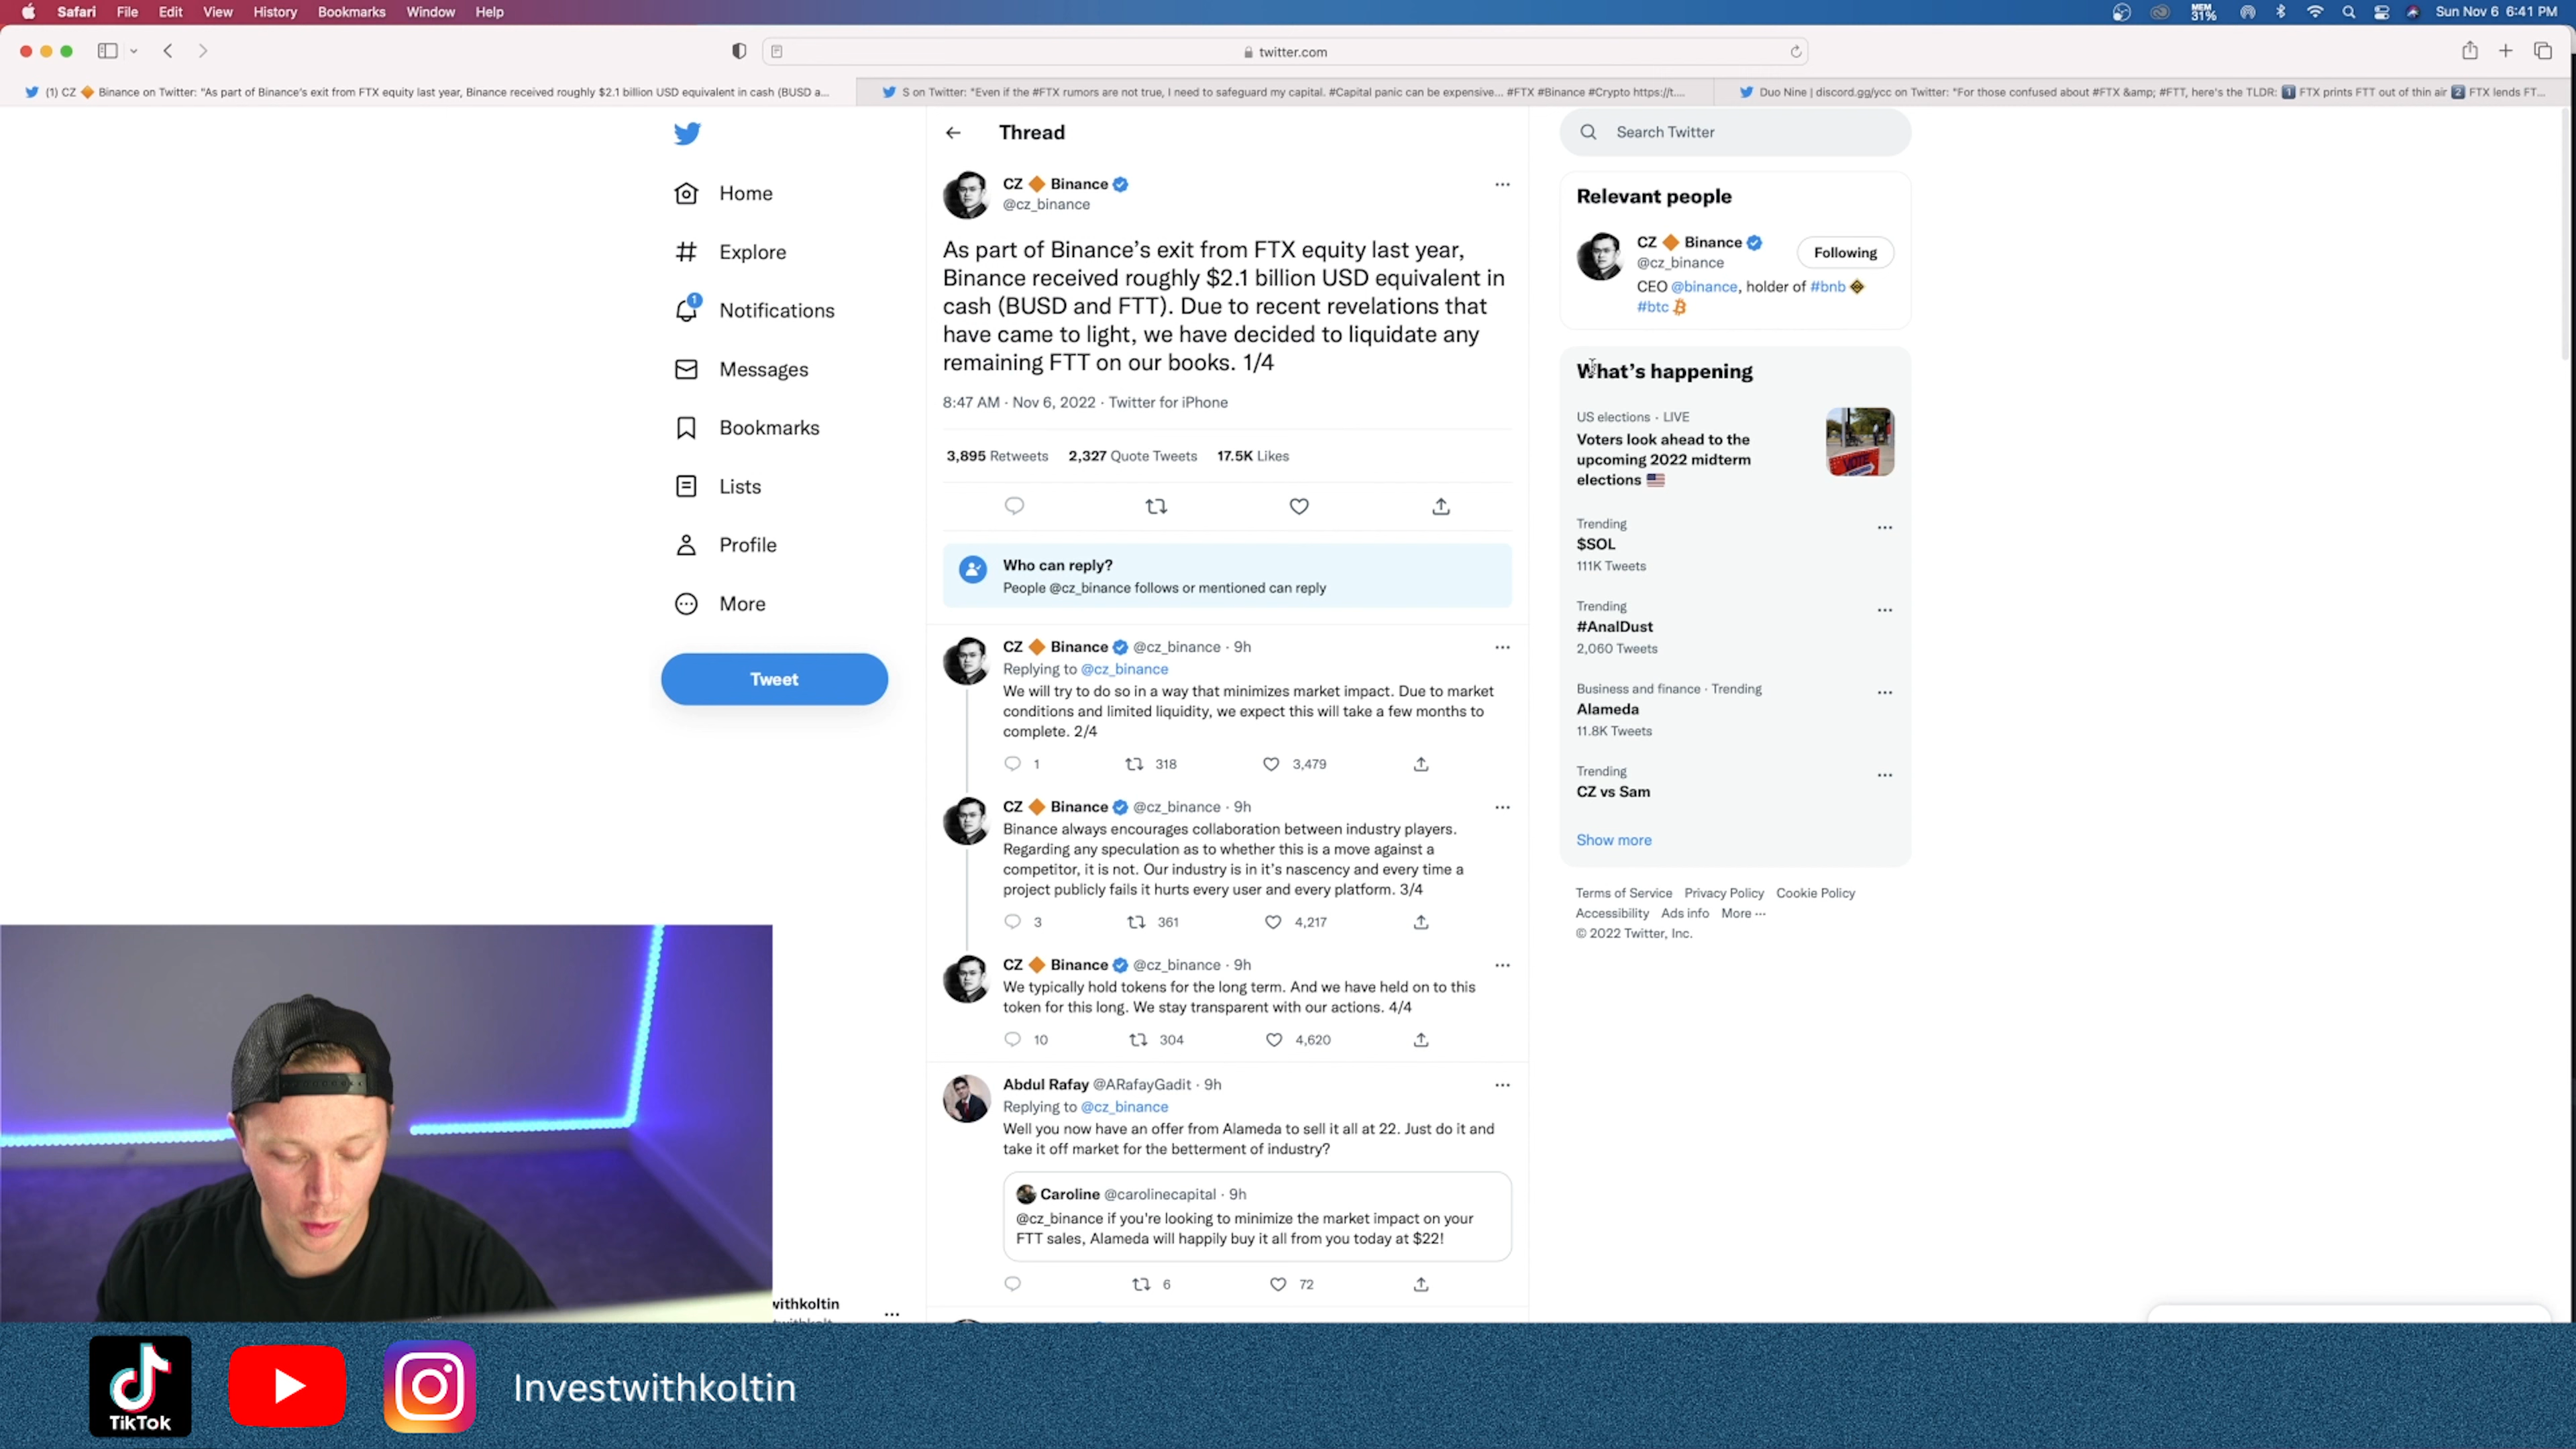 Safari File Edit View History Bookmarks Window Help
MEM 31% Sun Nov 6 6:41 PM
twitter.com
(1) CZ 🔶 Binance on Twitter: "As part of Binance's exit from FTX equity last year, Binance received roughly $2.1 billion USD equivalent in cash (BUSD a...
S on Twitter: "Even if the #FTX rumors are not true, I need to safeguard my capital. #Capital panic can be expensive... #FTX #Binance #Crypto https://t....
Duo Nine | discord.gg/ycc on Twitter: "For those confused about #FTX &amp; #FTT, here's the TLDR: 1️⃣ FTX prints FTT out of thin air 2️⃣ FTX lends FT...
Home
Explore
1
Notifications
Messages
Bookmarks
Lists
Profile
More
Tweet
Thread
CZ 🔶 Binance
@cz_binance
As part of Binance's exit from FTX equity last year,
Binance received roughly $2.1 billion USD equivalent in
cash (BUSD and FTT). Due to recent revelations that
have came to light, we have decided to liquidate any
remaining FTT on our books. 1/4
8:47 AM · Nov 6, 2022 · Twitter for iPhone
3,895 Retweets 2,327 Quote Tweets 17.5K Likes
Who can reply?
People @cz_binance follows or mentioned can reply
CZ 🔶 Binance @cz_binance · 9h
Replying to @cz_binance
We will try to do so in a way that minimizes market impact. Due to market
conditions and limited liquidity, we expect this will take a few months to
complete. 2/4
1 318 3,479
CZ 🔶 Binance @cz_binance · 9h
Binance always encourages collaboration between industry players.
Regarding any speculation as to whether this is a move against a
competitor, it is not. Our industry is in it's nascency and every time a
project publicly fails it hurts every user and every platform. 3/4
3 361 4,217
CZ 🔶 Binance @cz_binance · 9h
We typically hold tokens for the long term. And we have held on to this
token for this long. We stay transparent with our actions. 4/4
10 304 4,620
Abdul Rafay @ARafayGadit · 9h
Replying to @cz_binance
Well you now have an offer from Alameda to sell it all at 22. Just do it and
take it off market for the betterment of industry?
Caroline @carolinecapital · 9h
@cz_binance if you're looking to minimize the market impact on your
FTT sales, Alameda will happily buy it all from you today at $22!
6 72
Search Twitter
Relevant people
CZ 🔶 Binance
@cz_binance
Following
CEO @binance, holder of #bnb
#btc
What's happening
US elections · LIVE
Voters look ahead to the
upcoming 2022 midterm
elections 🇺🇸
VOTE
Trending
$SOL
111K Tweets
Trending
#AnalDust
2,060 Tweets
Business and finance · Trending
Alameda
11.8K Tweets
Trending
CZ vs Sam
Show more
Terms of Service Privacy Policy Cookie Policy
Accessibility Ads info More ···
© 2022 Twitter, Inc.
withkoltin
TikTok
Investwithkoltin